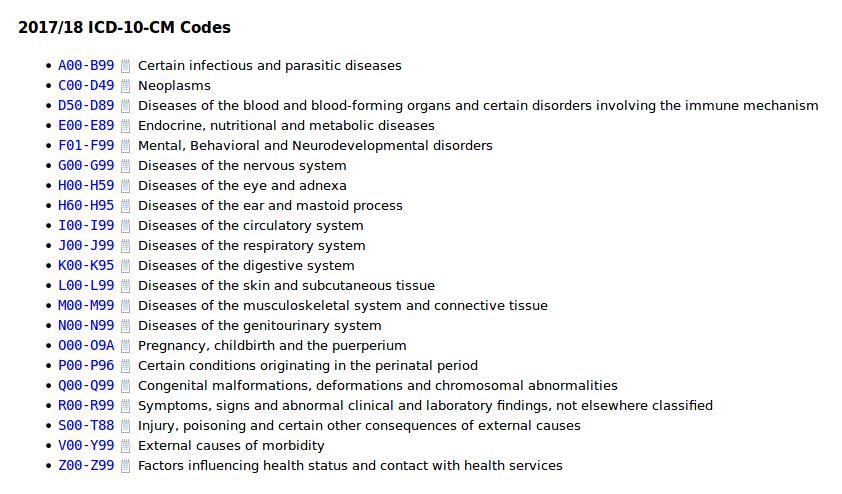 2017/18 ICD-10-CM Codes
• A00-B99 Certain infectious and parasitic diseases
• C00-D49 Neoplasms
• D50-D89 Diseases of the blood and blood-forming organs and certain disorders involving the immune mechanism
• E00-E89 Endocrine, nutritional and metabolic diseases
• F01-F99 Mental, Behavioral and Neurodevelopmental disorders
• G00-G99 Diseases of the nervous system
• H00-H59 Diseases of the eye and adnexa
• H60-H95 Diseases of the ear and mastoid process
• I00-I99 Diseases of the circulatory system
• J00-J99 Diseases of the respiratory system
• K00-K95 Diseases of the digestive system
• L00-L99 Diseases of the skin and subcutaneous tissue
• M00-M99 Diseases of the musculoskeletal system and connective tissue
• N00-N99 Diseases of the genitourinary system
• O00-O9A Pregnancy, childbirth and the puerperium
• P00-P96 Certain conditions originating in the perinatal period
• Q00-Q99 Congenital malformations, deformations and chromosomal abnormalities
• R00-R99 Symptoms, signs and abnormal clinical and laboratory findings, not elsewhere classified
• S00-T88 Injury, poisoning and certain other consequences of external causes
• V00-Y99 External causes of morbidity
• Z00-Z99 Factors influencing health status and contact with health services